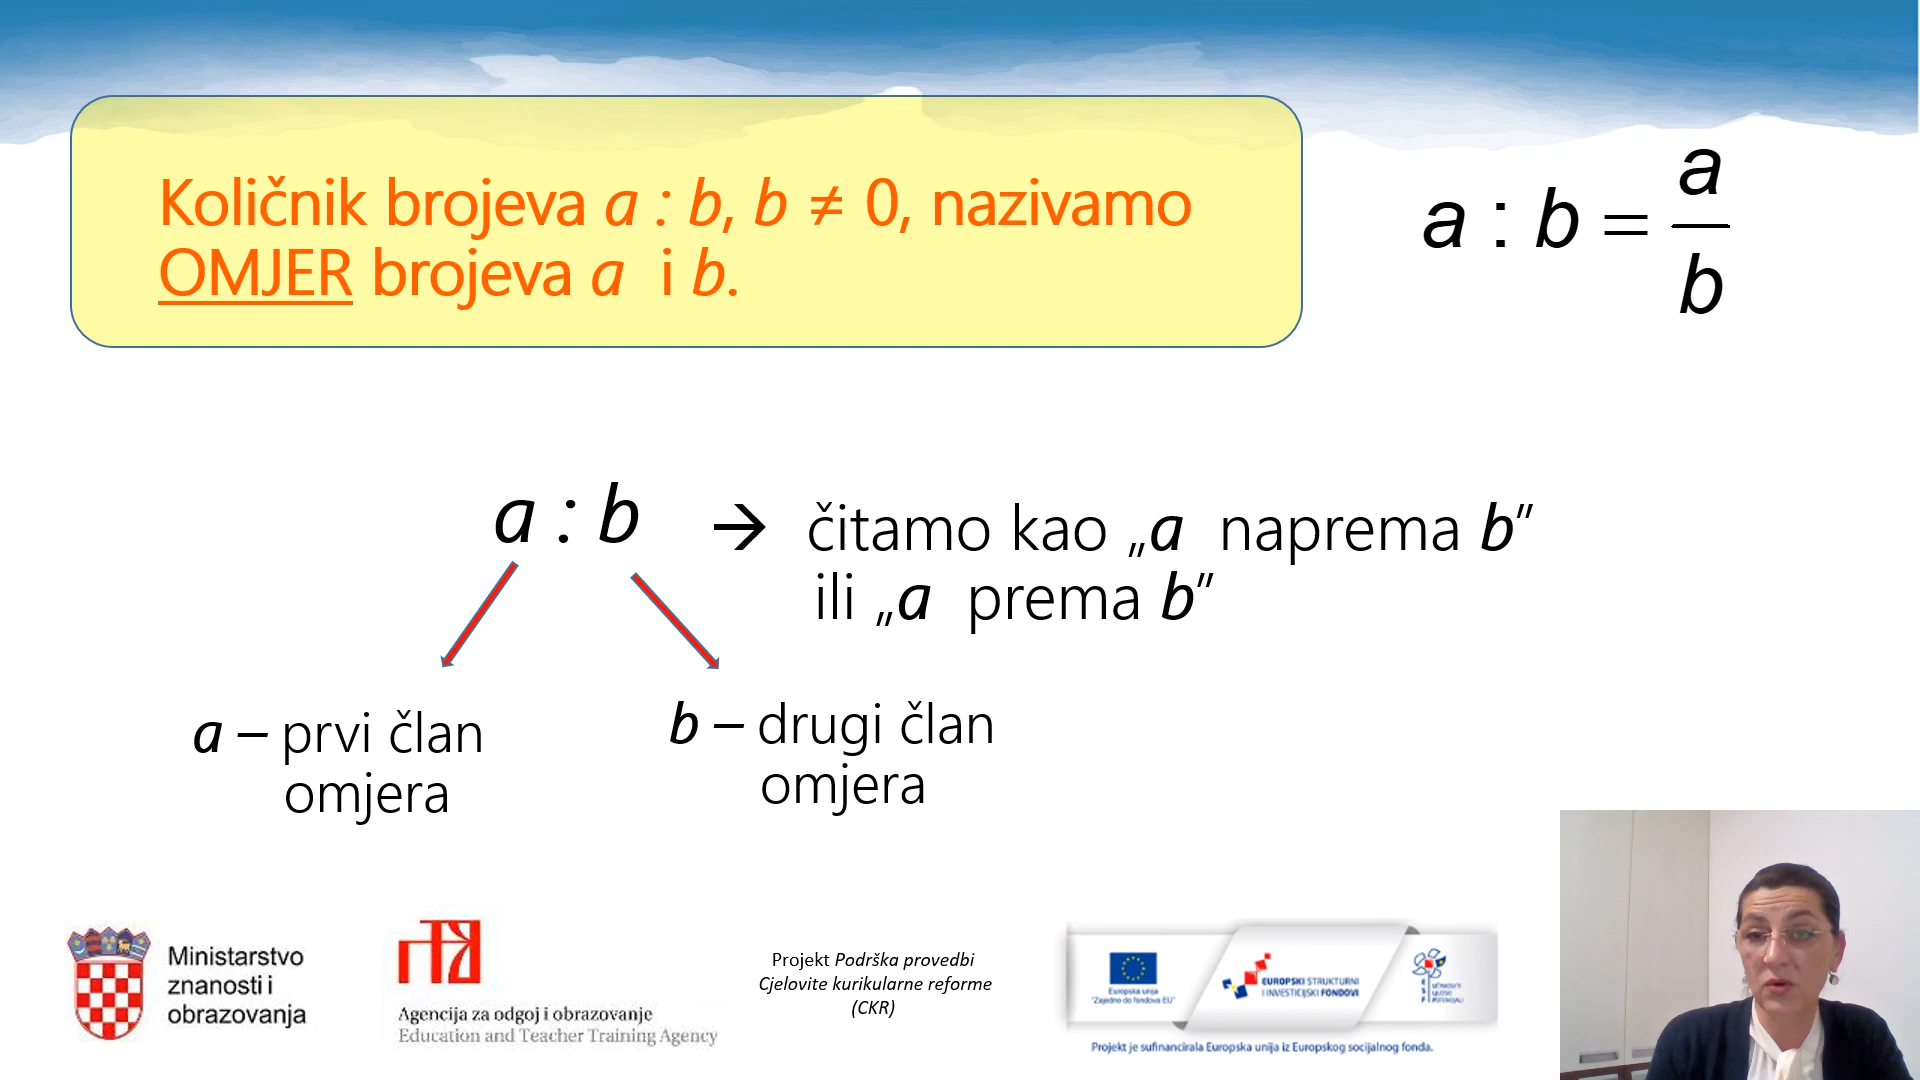 Količnik brojeva a : b, b ≠ 0, nazivamo
OMJER brojeva a i b.
a : b = a/b
a : b → čitamo kao „a naprema b”
ili „a prema b”
a – prvi član
omjera
b – drugi član
omjera
Ministarstvo
znanosti i
obrazovanja
Agencija za odgoj i obrazovanje
Education and Teacher Training Agency
Projekt Podrška provedbi
Cjelovite kurikularne reforme
(CKR)
Europska unija
"Zajedno do fondova EU"
EUROPSKI STRUKTURNI
I INVESTICIJSKI FONDOVI
Projekt je sufinancirala Europska unija iz Europskog socijalnog fonda.